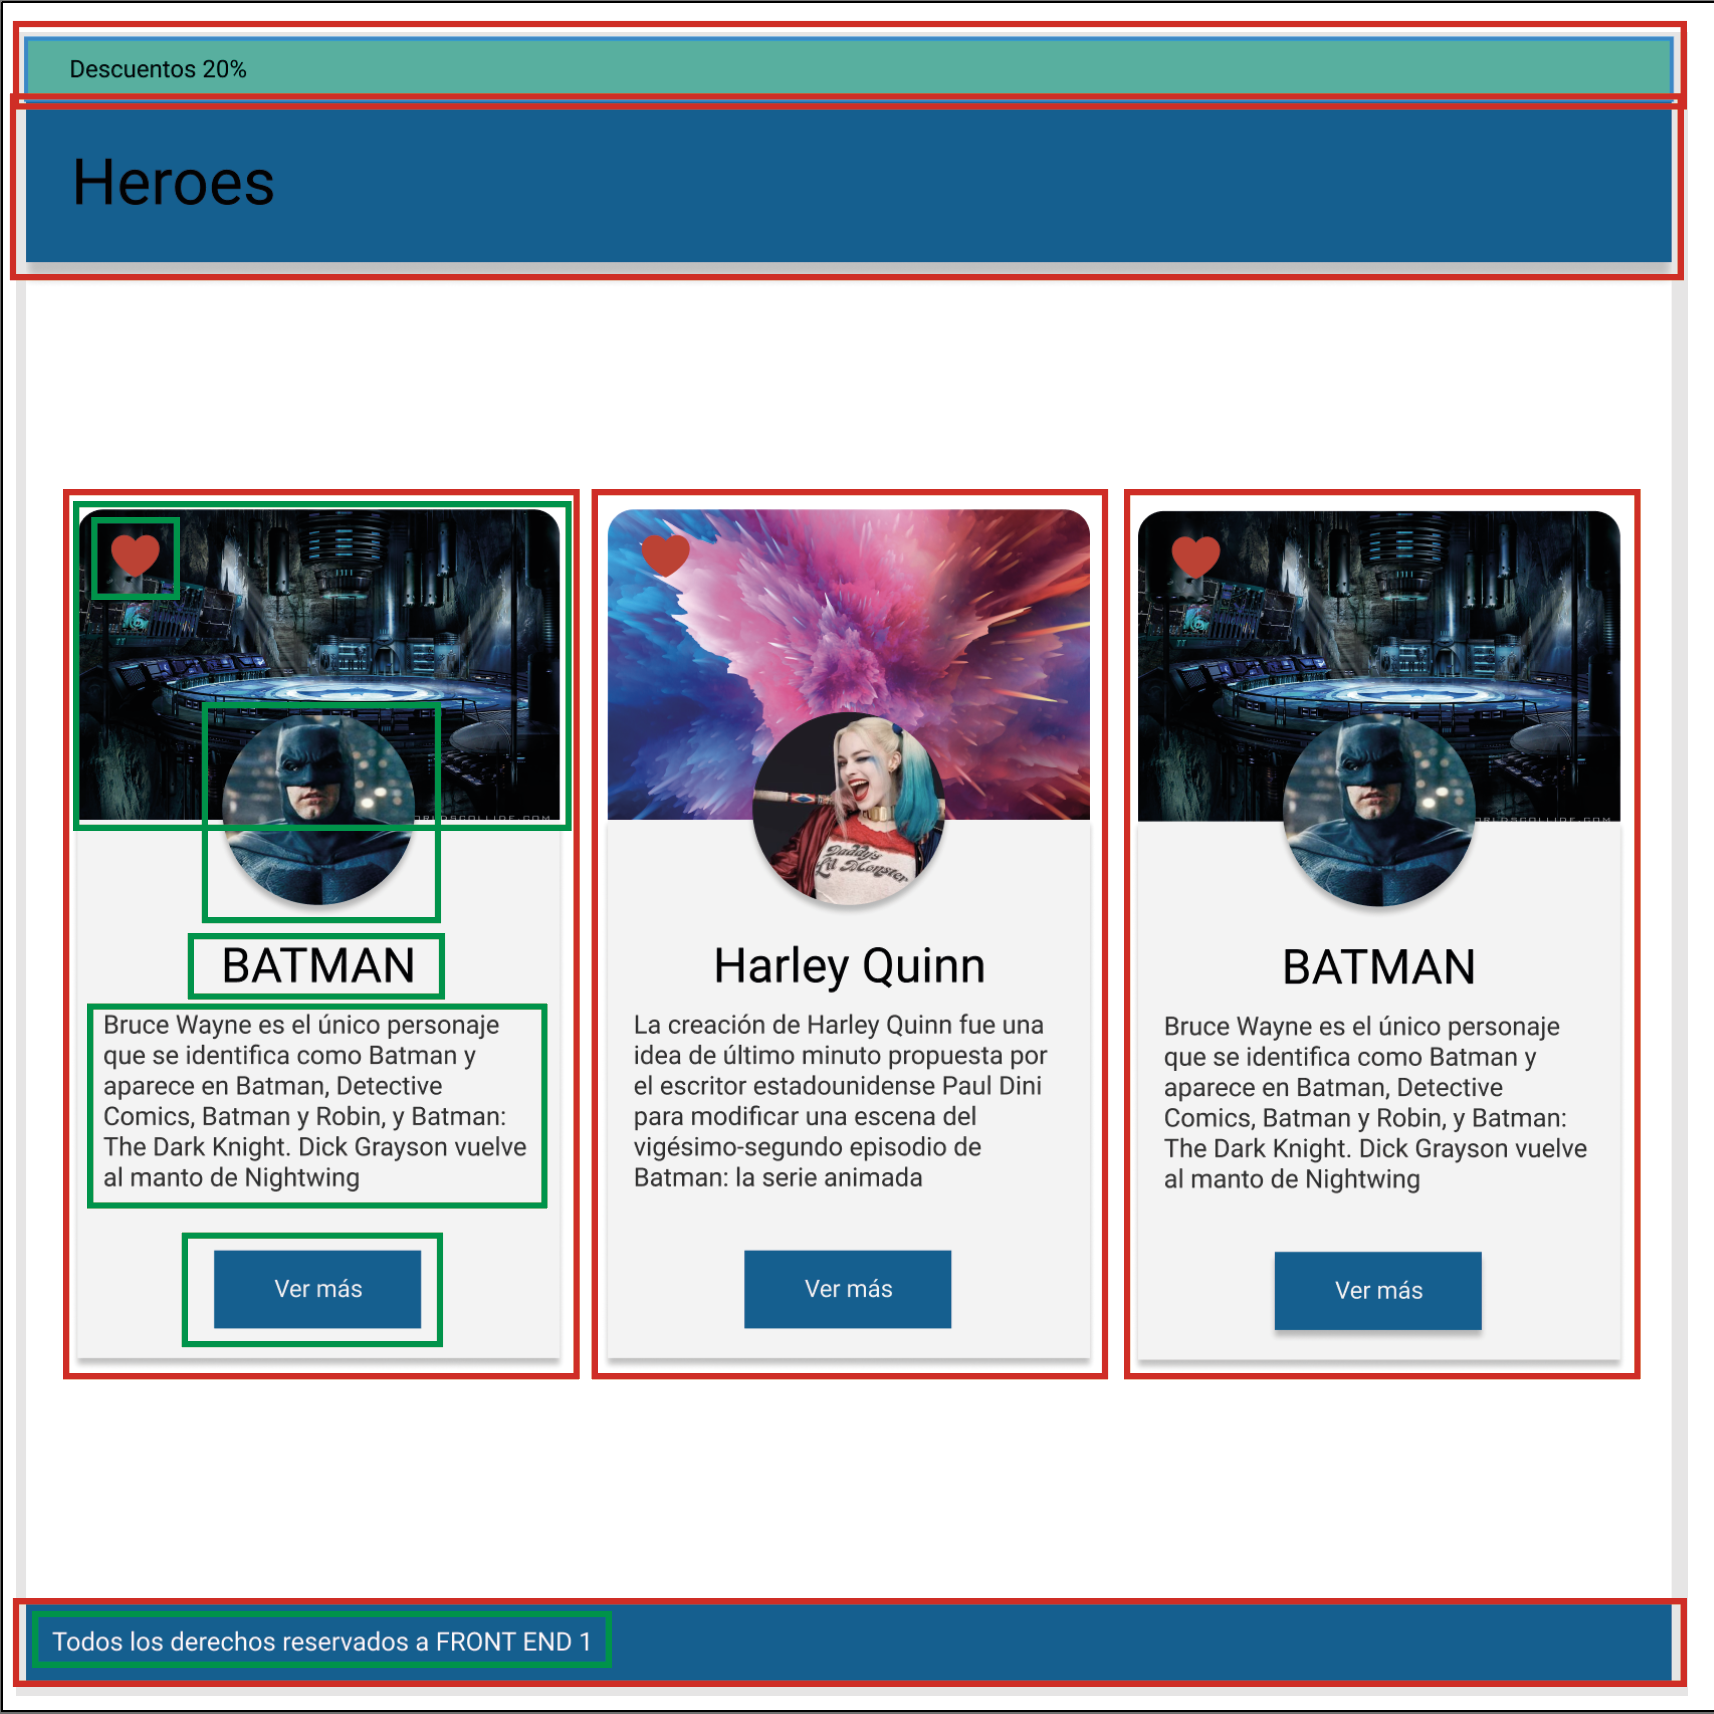 Descuentos 20%
Heroes
BATMAN
Bruce Wayne es el único personaje
que se identifica como Batman y
aparece en Batman, Detective
Comics, Batman y Robin, y Batman:
The Dark Knight. Dick Grayson vuelve
al manto de Nightwing
Ver más
Daddy's
Lil Monster
Harley Quinn
La creación de Harley Quinn fue una
idea de último minuto propuesta por
el escritor estadounidense Paul Dini
para modificar una escena del
vigésimo-segundo episodio de
Batman: la serie animada
Ver más
BATMAN
Bruce Wayne es el único personaje
que se identifica como Batman y
aparece en Batman, Detective
Comics, Batman y Robin, y Batman:
The Dark Knight. Dick Grayson vuelve
al manto de Nightwing
Ver más
Todos los derechos reservados a FRONT END 1